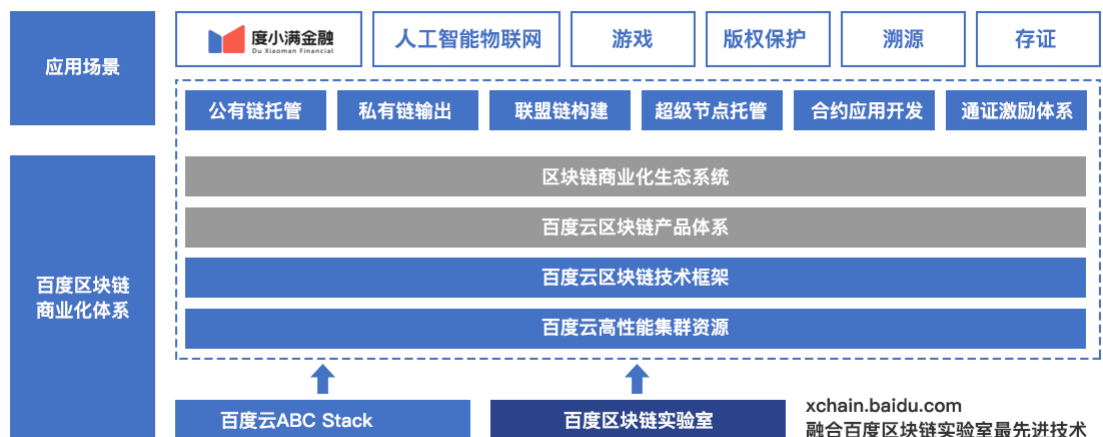 应用场景
度小满金融
Du Xiaoman Financial
人工智能物联网
游戏
版权保护
溯源
存证
公有链托管
私有链输出
联盟链构建
超级节点托管
合约应用开发
通证激励体系
百度区块链
商业化体系
区块链商业化生态系统
百度云区块链产品体系
百度云区块链技术框架
百度云高性能集群资源
百度云ABC Stack
百度区块链实验室
xchain.baidu.com
融合百度区块链实验室最先进技术